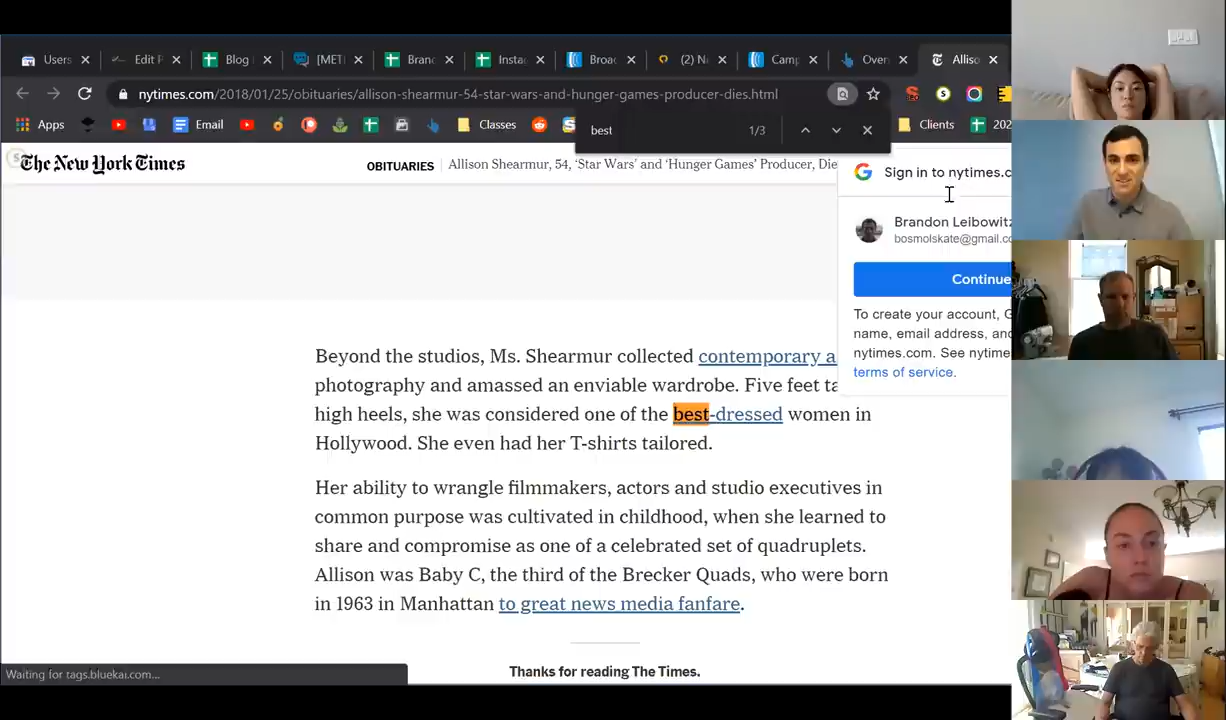 Users
Edit F
Blog
[MET
Branc
Insta
Broac
(2) N
Camp
Over
Alliso
nytimes.com/2018/01/25/obituaries/allison-shearmur-54-star-wars-and-hunger-games-producer-dies.html
Apps
Email
Classes
Clients
202
best
1/3
The New York Times
OBITUARIES
Allison Shearmur, 54, ‘Star Wars’ and ‘Hunger Games’ Producer, Die
Sign in to nytimes.c
Brandon Leibowitz
bosmolskate@gmail.co
Continue
To create your account, G
name, email address, and
nytimes.com. See nytime
terms of service.
Beyond the studios, Ms. Shearmur collected contemporary a
photography and amassed an enviable wardrobe. Five feet ta
high heels, she was considered one of the best-dressed women in
Hollywood. She even had her T-shirts tailored.
Her ability to wrangle filmmakers, actors and studio executives in
common purpose was cultivated in childhood, when she learned to
share and compromise as one of a celebrated set of quadruplets.
Allison was Baby C, the third of the Brecker Quads, who were born
in 1963 in Manhattan to great news media fanfare.
Thanks for reading The Times.
Waiting for tags.bluekai.com...